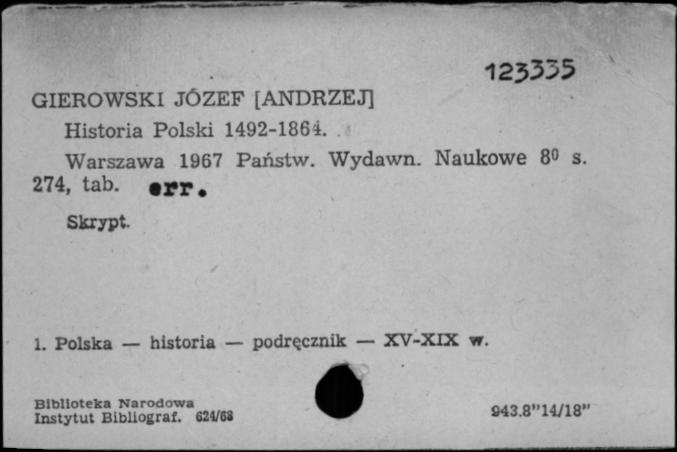 123335
GIEROWSKI JÓZEF [ANDRZEJ]
Historia Polski 1492-1864.
Warszawa 1967 Państw. Wydawn. Naukowe 8⁰ s.
274, tab. err.
Skrypt.
1. Polska — historia — podręcznik — XV-XIX w.
Biblioteka Narodowa
Instytut Bibliograf. 624/68
943.8"14/18"